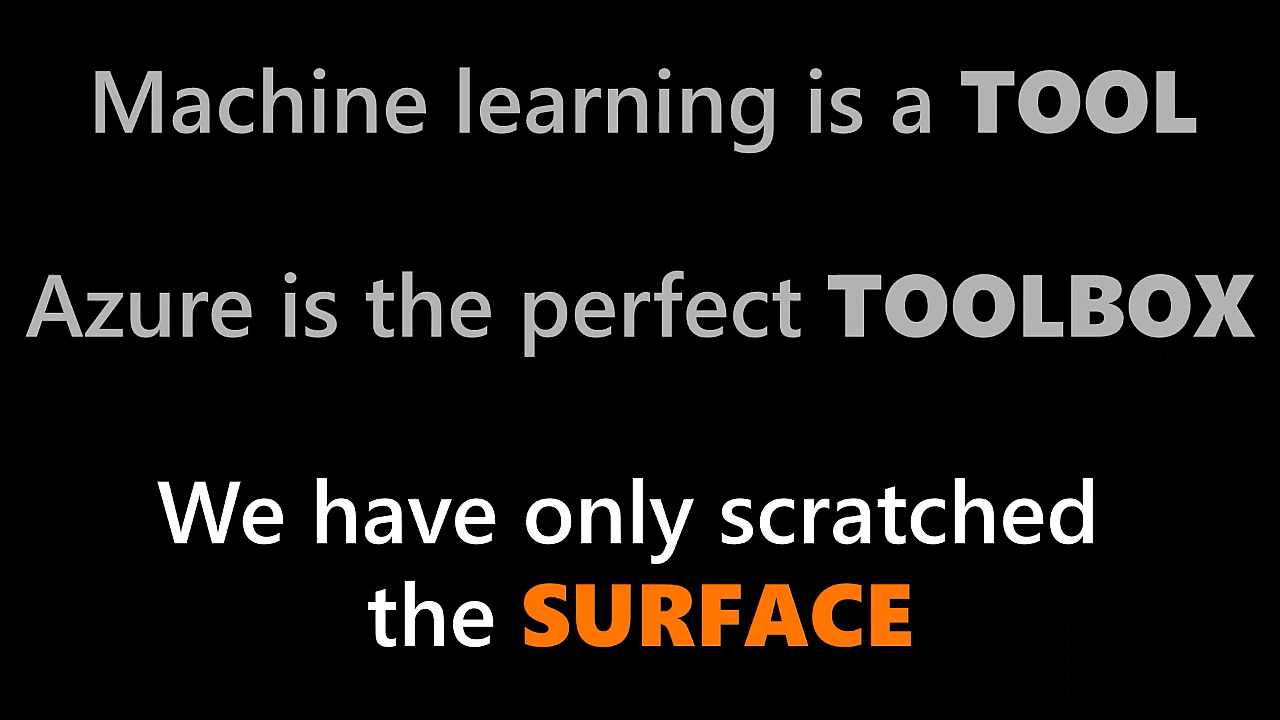 Machine learning is a TOOL
Azure is the perfect TOOLBOX
We have only scratched
the SURFACE